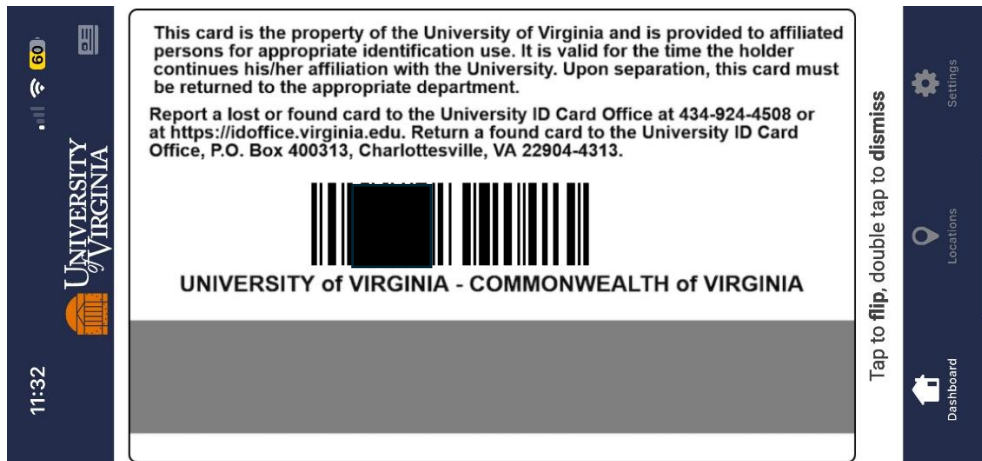 11:32
60
UNIVERSITY
of VIRGINIA
This card is the property of the University of Virginia and is provided to affiliated
persons for appropriate identification use. It is valid for the time the holder
continues his/her affiliation with the University. Upon separation, this card must
be returned to the appropriate department.
Report a lost or found card to the University ID Card Office at 434-924-4508 or
at https://idoffice.virginia.edu. Return a found card to the University ID Card
Office, P.O. Box 400313, Charlottesville, VA 22904-4313.
UNIVERSITY of VIRGINIA - COMMONWEALTH of VIRGINIA
Tap to flip, double tap to dismiss
Dashboard
Locations
Settings